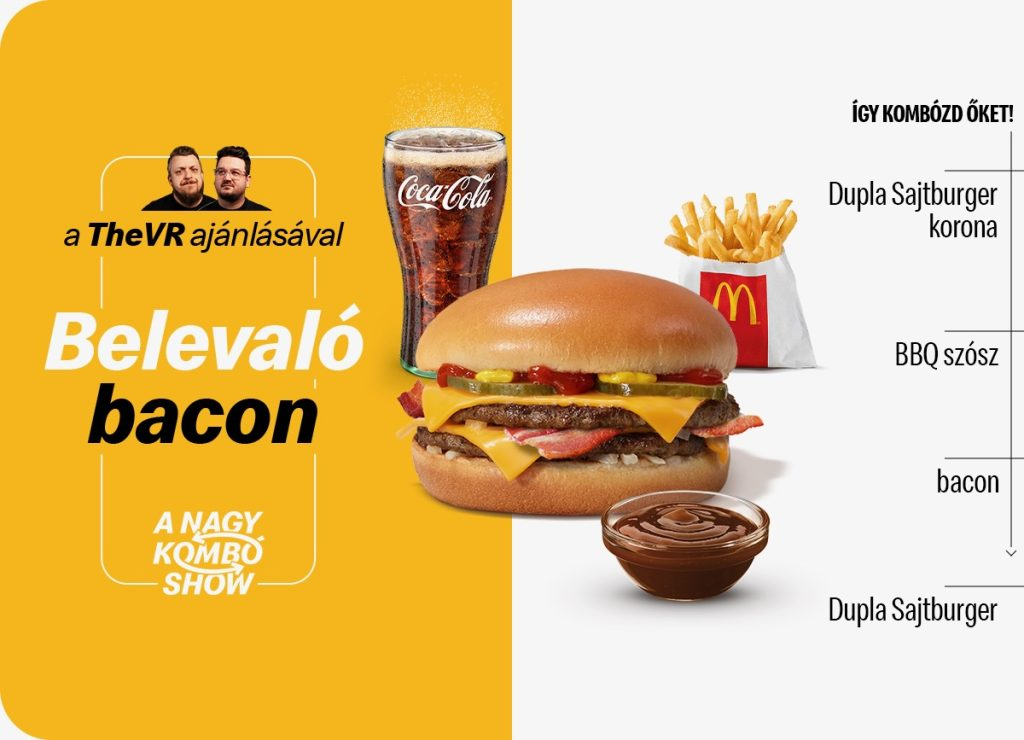 a TheVR ajánlásával
Belevaló
bacon
A NAGY
KOMBÓ
SHOW
Coca-Cola
ÍGY KOMBÓZD ŐKET!
Dupla Sajtburger
korona
BBQ szósz
bacon
Dupla Sajtburger